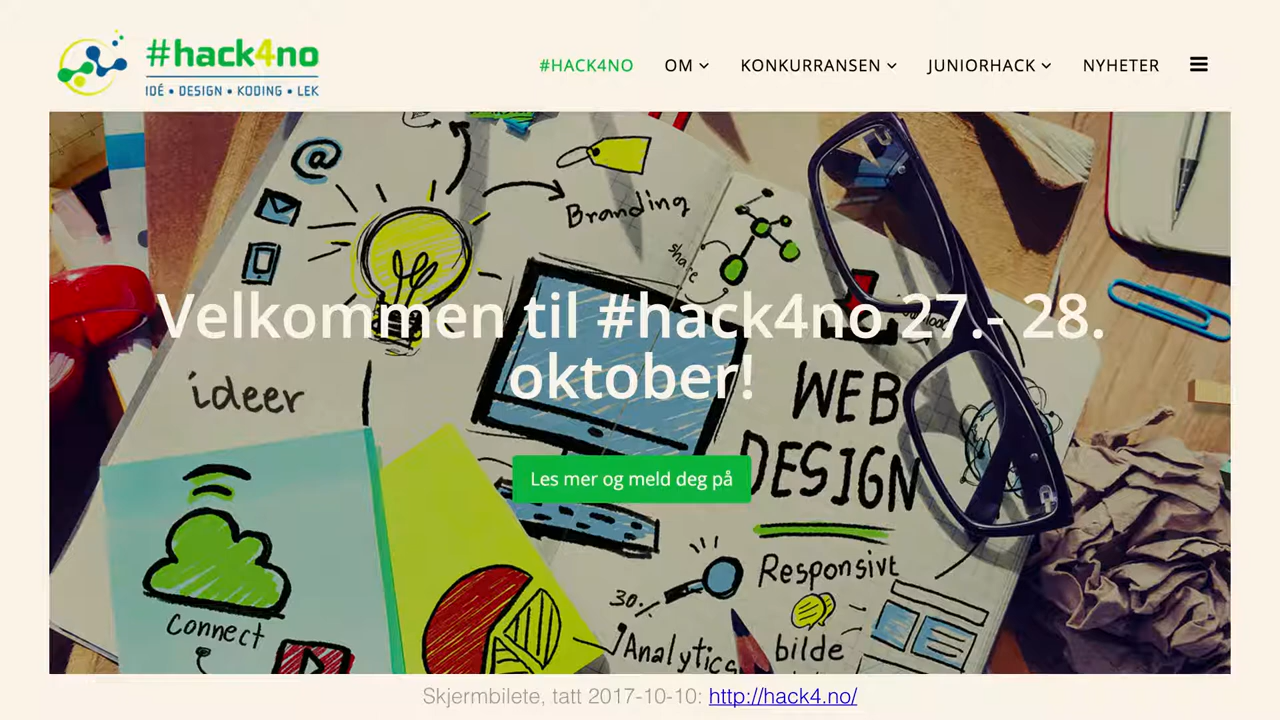 #hack4no
IDÉ • DESIGN • KODING • LEK
#HACK4NO OM KONKURRANSEN JUNIORHACK NYHETER
@
Branding
share
Velkommen til #hack4no 27.- 28.
oktober!
ideer
WEB
DESIGN
Les mer og meld deg på
Responsivt
30%
connect
Analytics
bilde
Skjermbilete, tatt 2017-10-10: http://hack4.no/